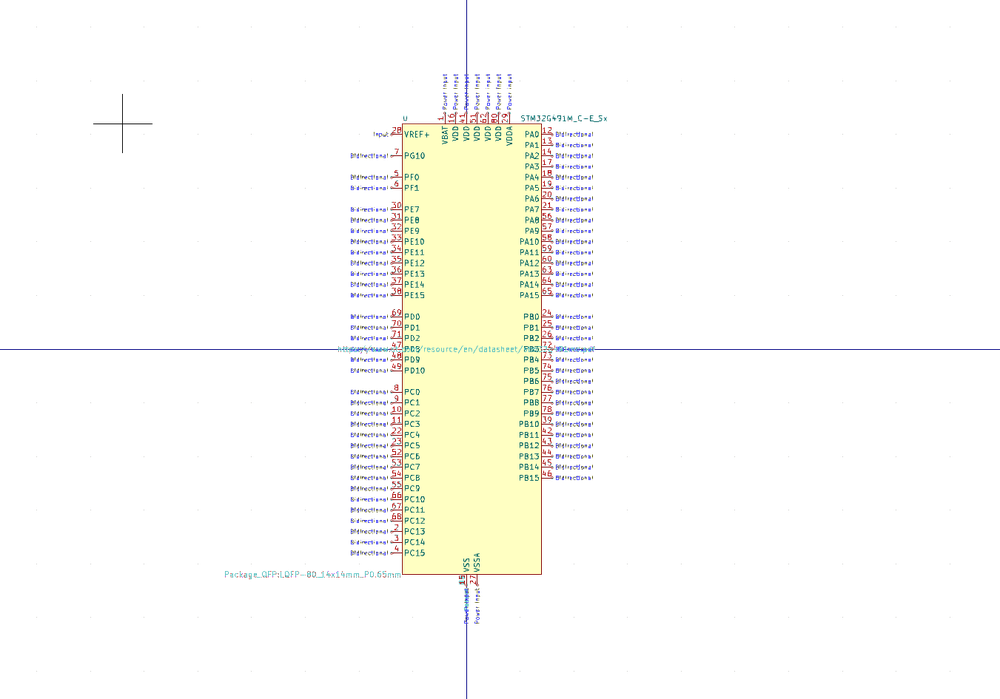 Power Input
Power Input
Power Input
Power Input
Power Input
Power Input
Power Input
1
16
41
51
62
80
29
U
STM32G491M_C-E_Sx
VBAT
VDD
VDD
VDD
VDD
VDD
VDDA
Input 28 VREF+
Bidirectional 7 PG10
Bidirectional 5 PF0
Bidirectional 6 PF1
Bidirectional 30 PE7
Bidirectional 31 PE8
Bidirectional 32 PE9
Bidirectional 33 PE10
Bidirectional 34 PE11
Bidirectional 35 PE12
Bidirectional 36 PE13
Bidirectional 37 PE14
Bidirectional 38 PE15
Bidirectional 69 PD0
Bidirectional 70 PD1
Bidirectional 71 PD2
47 PD8
/resource/en/datasheet/
Bidirectional 48 PD9
Bidirectional 49 PD10
Bidirectional 8 PC0
Bidirectional 9 PC1
Bidirectional 10 PC2
Bidirectional 11 PC3
Bidirectional 22 PC4
Bidirectional 23 PC5
Bidirectional 52 PC6
Bidirectional 53 PC7
Bidirectional 54 PC8
Bidirectional 55 PC9
Bidirectional 66 PC10
Bidirectional 67 PC11
Bidirectional 68 PC12
Bidirectional 2 PC13
Bidirectional 3 PC14
Bidirectional 4 PC15
PA0 12 Bidirectional
PA1 13 Bidirectional
PA2 14 Bidirectional
PA3 17 Bidirectional
PA4 18 Bidirectional
PA5 19 Bidirectional
PA6 20 Bidirectional
PA7 21 Bidirectional
PA8 56 Bidirectional
PA9 57 Bidirectional
PA10 58 Bidirectional
PA11 59 Bidirectional
PA12 60 Bidirectional
PA13 63 Bidirectional
PA14 64 Bidirectional
PA15 65 Bidirectional
PB0 24 Bidirectional
PB1 25 Bidirectional
PB2 26 Bidirectional
PB3 72
PB4 73 Bidirectional
PB5 74 Bidirectional
PB6 75 Bidirectional
PB7 76 Bidirectional
PB8 77 Bidirectional
PB9 78 Bidirectional
PB10 39 Bidirectional
PB11 42 Bidirectional
PB12 43 Bidirectional
PB13 44 Bidirectional
PB14 45 Bidirectional
PB15 46 Bidirectional
VSS
VSSA
Package_QFP:LQFP-80_14x14mm_P0.65mm
27
Power Input